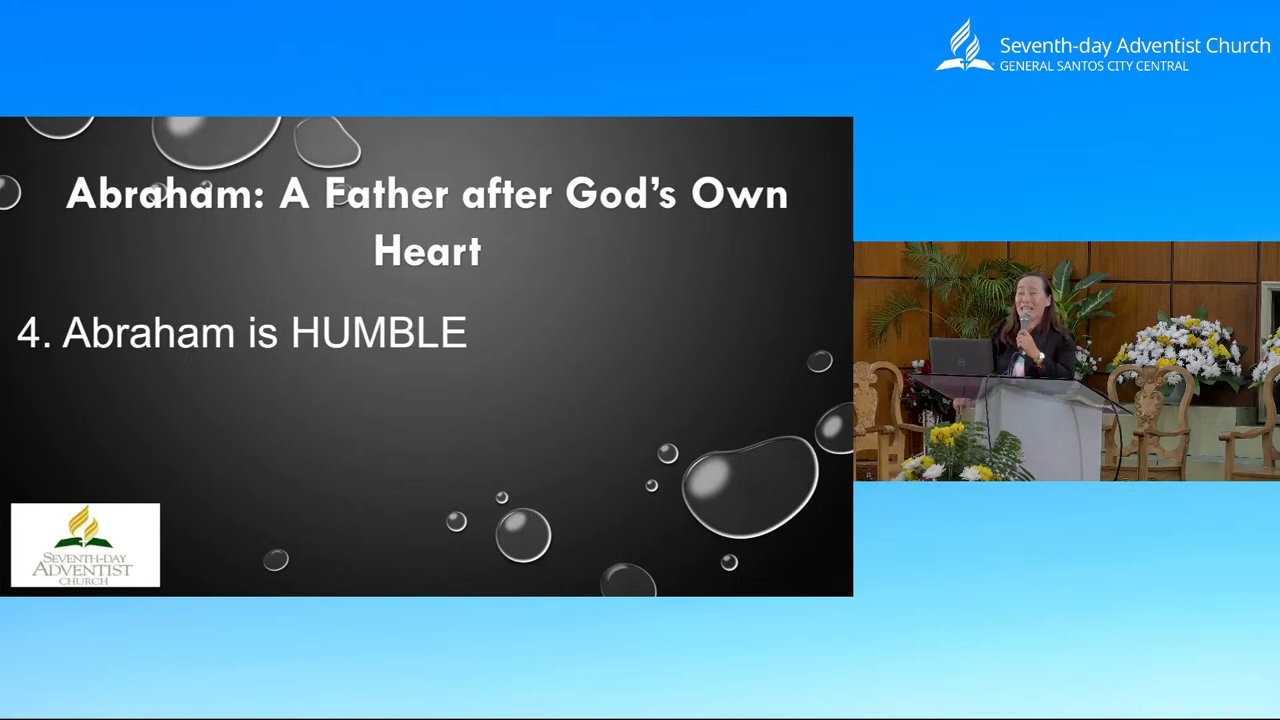 Seventh-day Adventist Church
GENERAL SANTOS CITY CENTRAL
Abraham: A Father after God's Own
Heart
4. Abraham is HUMBLE
SEVENTH-DAY
ADVENTIST
CHURCH